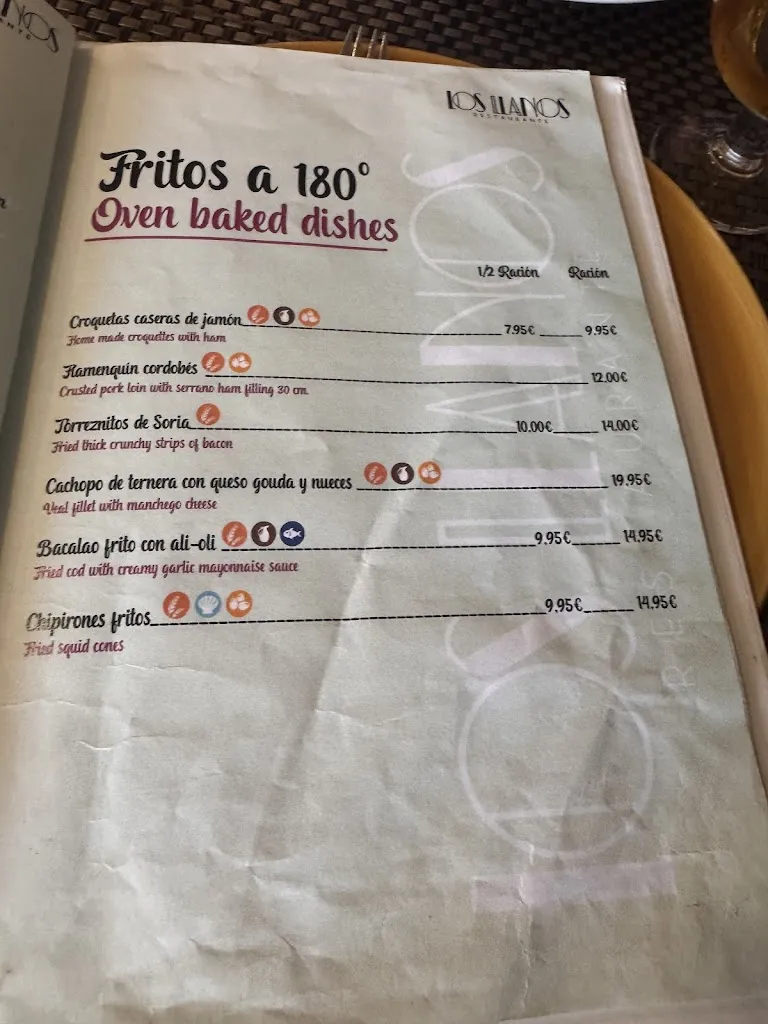 LOS LLANOS
RESTAURANTE
Fritos a 180°
Oven baked dishes
1/2 Ración Ración
Croquetas caseras de jamón 7.95€ 9.95€
Home made croquettes with ham
Flamenquín cordobés 12.00€
Crusted pork loin with serrano ham filling 30 cm.
Torreznitos de Soria 10.00€ 14.00€
Fried thick crunchy strips of bacon
Cachopo de ternera con queso gouda y nueces 19.95€
Veal fillet with manchego cheese
Bacalao frito con ali-oli 9.95€ 14.95€
Fried cod with creamy garlic mayonnaise sauce
Chipirones fritos 9.95€ 14.95€
Fried squid cones
LOS LLANOS